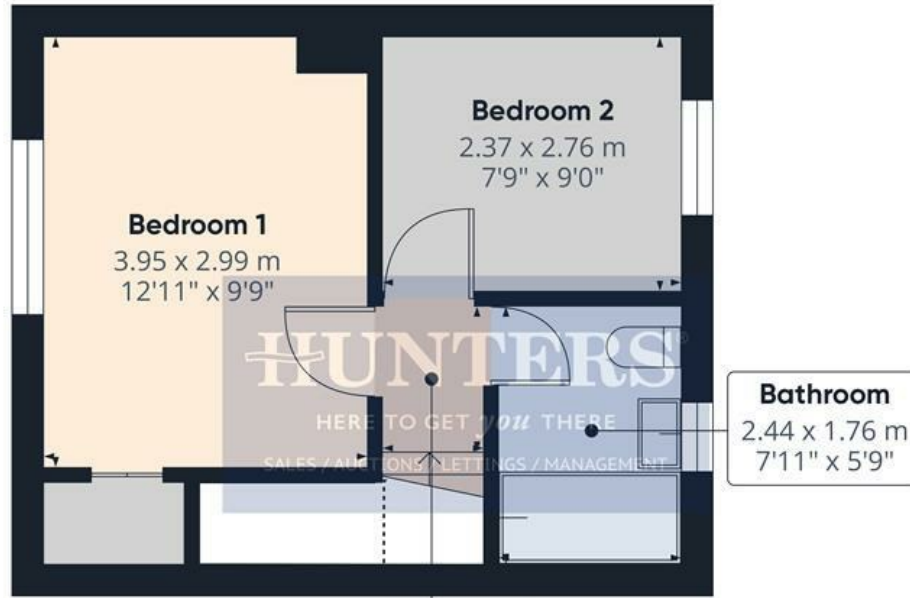 Bedroom 2
2.37 x 2.76 m
7'9" x 9'0"
Bedroom 1
3.95 x 2.99 m
12'11" x 9'9"
HUNTERS®
HERE TO GET you THERE
SALES / AUCTIONS / LETTINGS / MANAGEMENT
Bathroom
2.44 x 1.76 m
7'11" x 5'9"